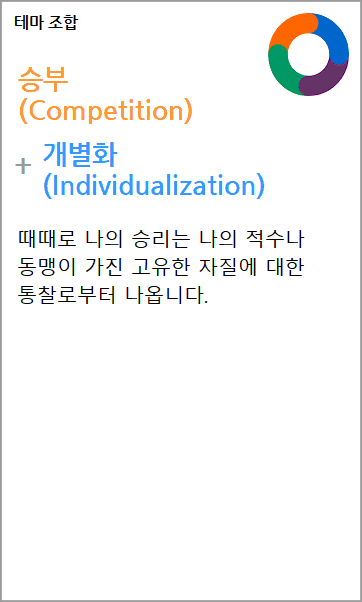 테마 조합
승부
(Competition)
+ 개별화
(Individualization)
때때로 나의 승리는 나의 적수나
동맹이 가진 고유한 자질에 대한
통찰로부터 나옵니다.